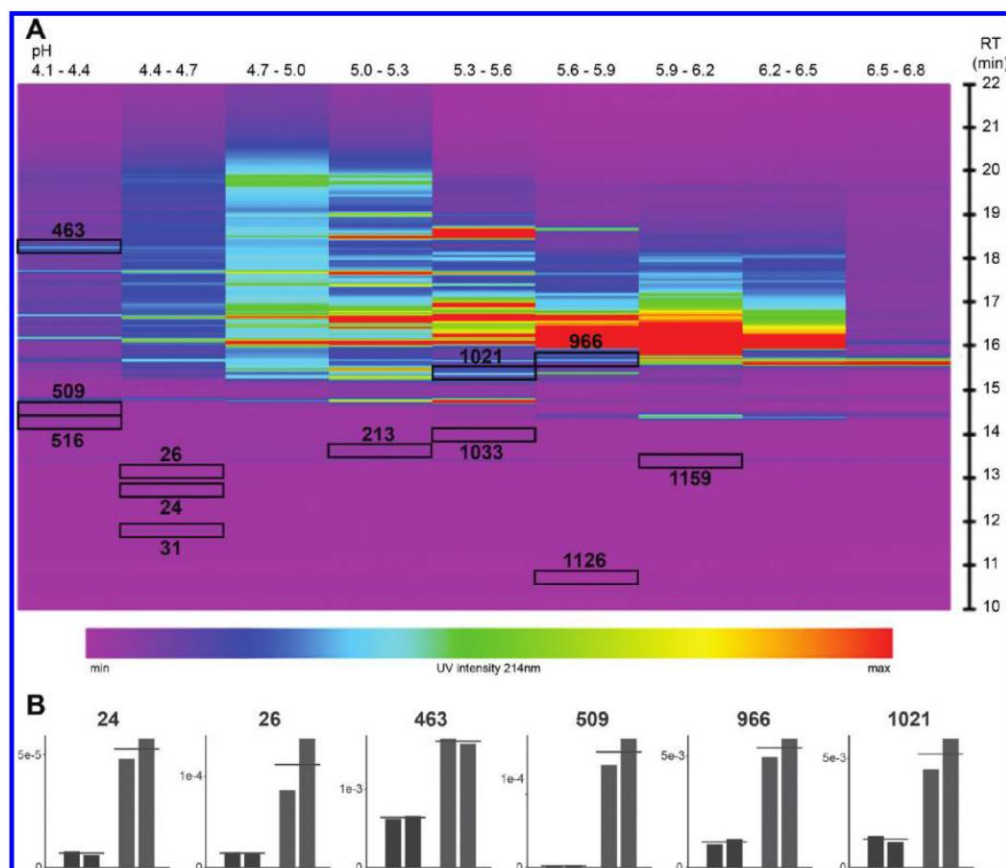 A
pH
RT
(min)
4.1 - 4.4 4.4 - 4.7 4.7 - 5.0 5.0 - 5.3 5.3 - 5.6 5.6 - 5.9 5.9 - 6.2 6.2 - 6.5 6.5 - 6.8
22
21
20
19
463
18
17
966
16
1021
15
509
14
516
213
1033
26
1159
13
24
12
31
1126
11
10
min UV intensity 214nm max
B
24 26 463 509 966 1021
5e-5 1e-4 1e-3 1e-4 5e-3 5e-3
0 0 0 0 0 0